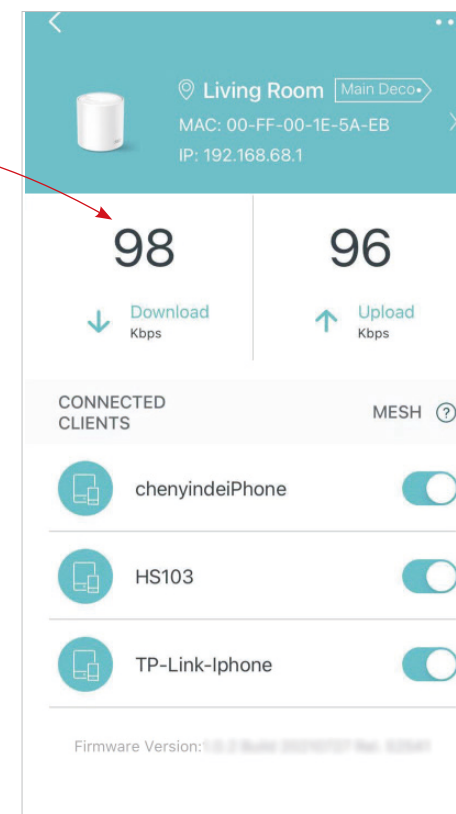 Living Room Main Deco
MAC: 00-FF-00-1E-5A-EB
IP: 192.168.68.1
98 96
Download Upload
Kbps Kbps
CONNECTED
CLIENTS
MESH ?
chenyindeiPhone
HS103
TP-Link-Iphone
Firmware Version: